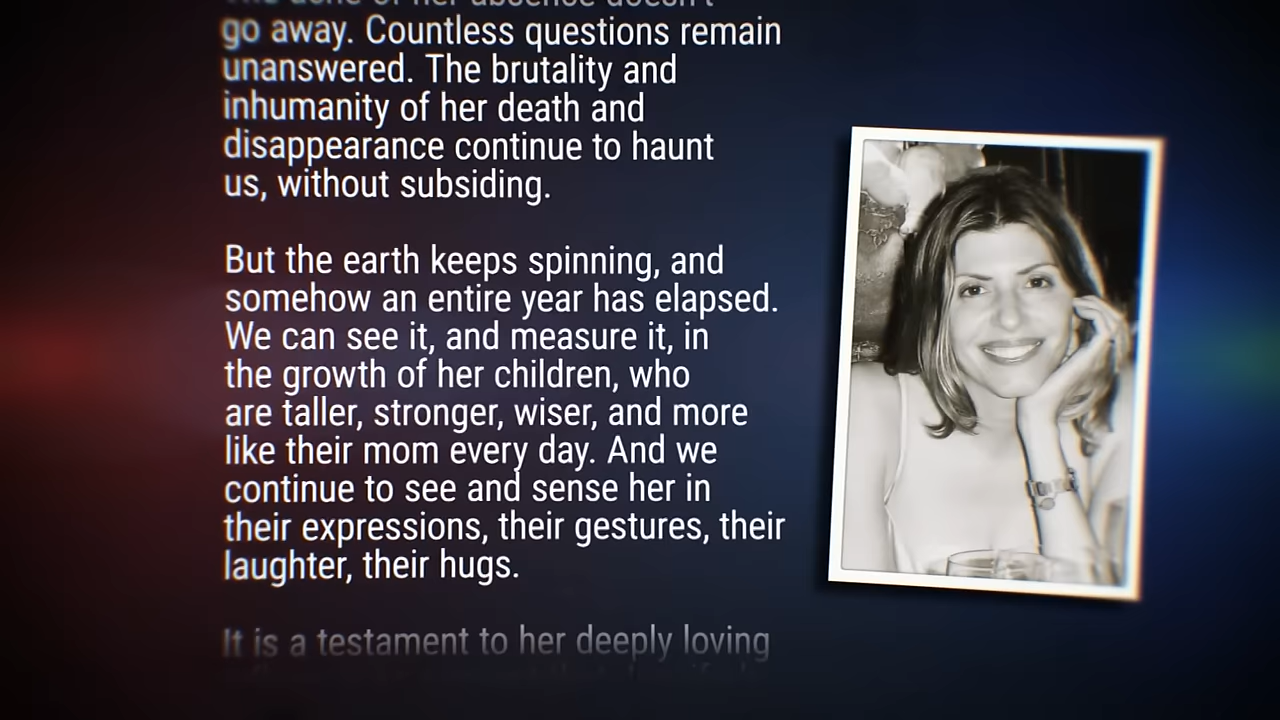 of her absence doesn't
go away. Countless questions remain
unanswered. The brutality and
inhumanity of her death and
disappearance continue to haunt
us, without subsiding.
But the earth keeps spinning, and
somehow an entire year has elapsed.
We can see it, and measure it, in
the growth of her children, who
are taller, stronger, wiser, and more
like their mom every day. And we
continue to see and sense her in
their expressions, their gestures, their
laughter, their hugs.
It is a testament to her deeply loving